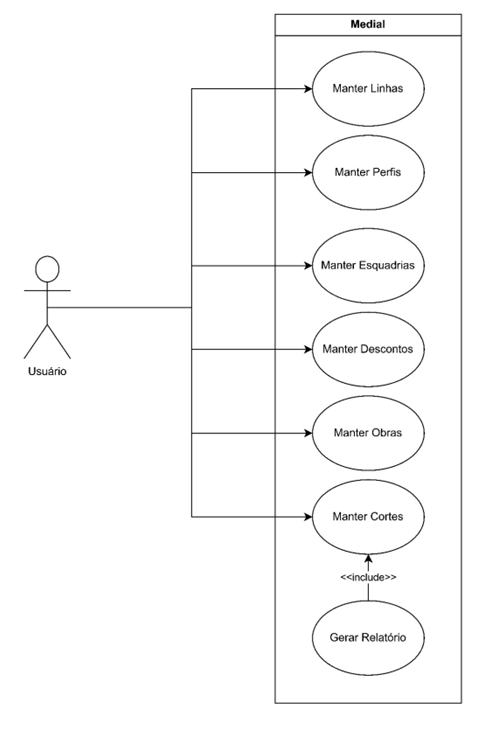 Medial
Manter Linhas
Manter Perfis
Manter Esquadrias
Usuário
Manter Descontos
Manter Obras
Manter Cortes
<<include>>
Gerar Relatório